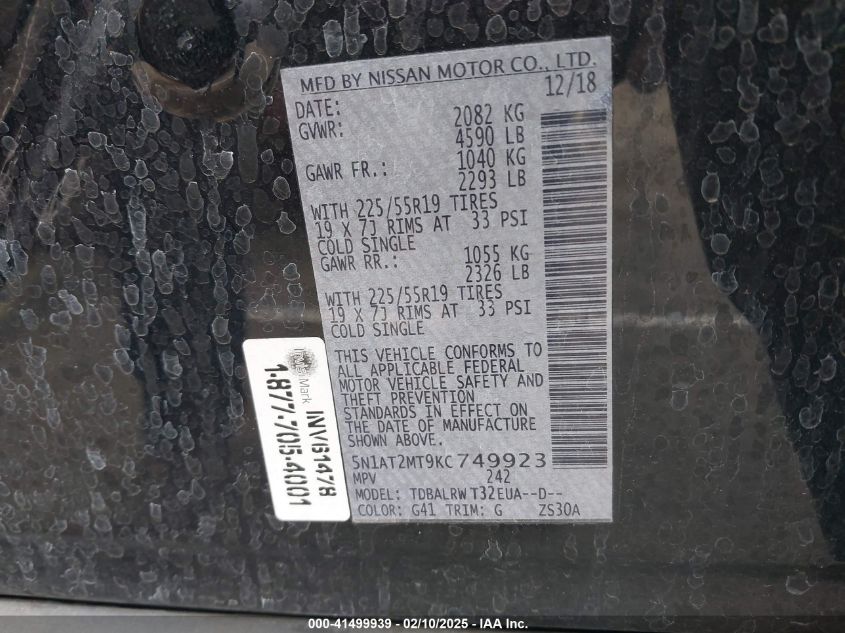 MFD BY NISSAN MOTOR CO., LTD.
DATE: 12/18
GVWR: 2082 KG
4590 LB
GAWR FR.: 1040 KG
2293 LB
WITH 225/55R19 TIRES
19 X 7J RIMS AT 33 PSI
COLD SINGLE
GAWR RR.: 1055 KG
2326 LB
WITH 225/55R19 TIRES
19 X 7J RIMS AT 33 PSI
COLD SINGLE
THIS VEHICLE CONFORMS TO
ALL APPLICABLE FEDERAL
MOTOR VEHICLE SAFETY AND
THEFT PREVENTION
STANDARDS IN EFFECT ON
THE DATE OF MANUFACTURE
SHOWN ABOVE.
5N1AT2MT9KC749923
MPV 242
MODEL: TDBALRW T32EUA--D--
COLOR: G41 TRIM: G ZS30A
Mark
INV61478
1-877-705-4001
000-41499939 - 02/10/2025 - IAA Inc.